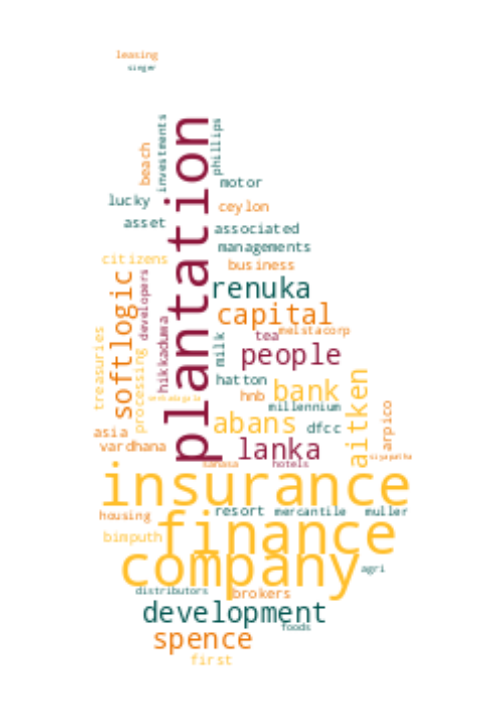 leasing
singer
plantation
investments
phillips
beach
motor
lucky
ceylon
asset
associated
managements
citizens
business
softlogic
developers
renuka
capital
hikkaduwa
tea
melstacorp
treasuries
processing
milk
people
hatton
bank
hnb
millennium
aitken
abans
dfcc
arpico
asia
vardhana
lanka
sanasa
hotels
insurance
housing
resort
mercantile
muller
finance
bimputh
company
agri
distributors
brokers
development
foods
spence
first